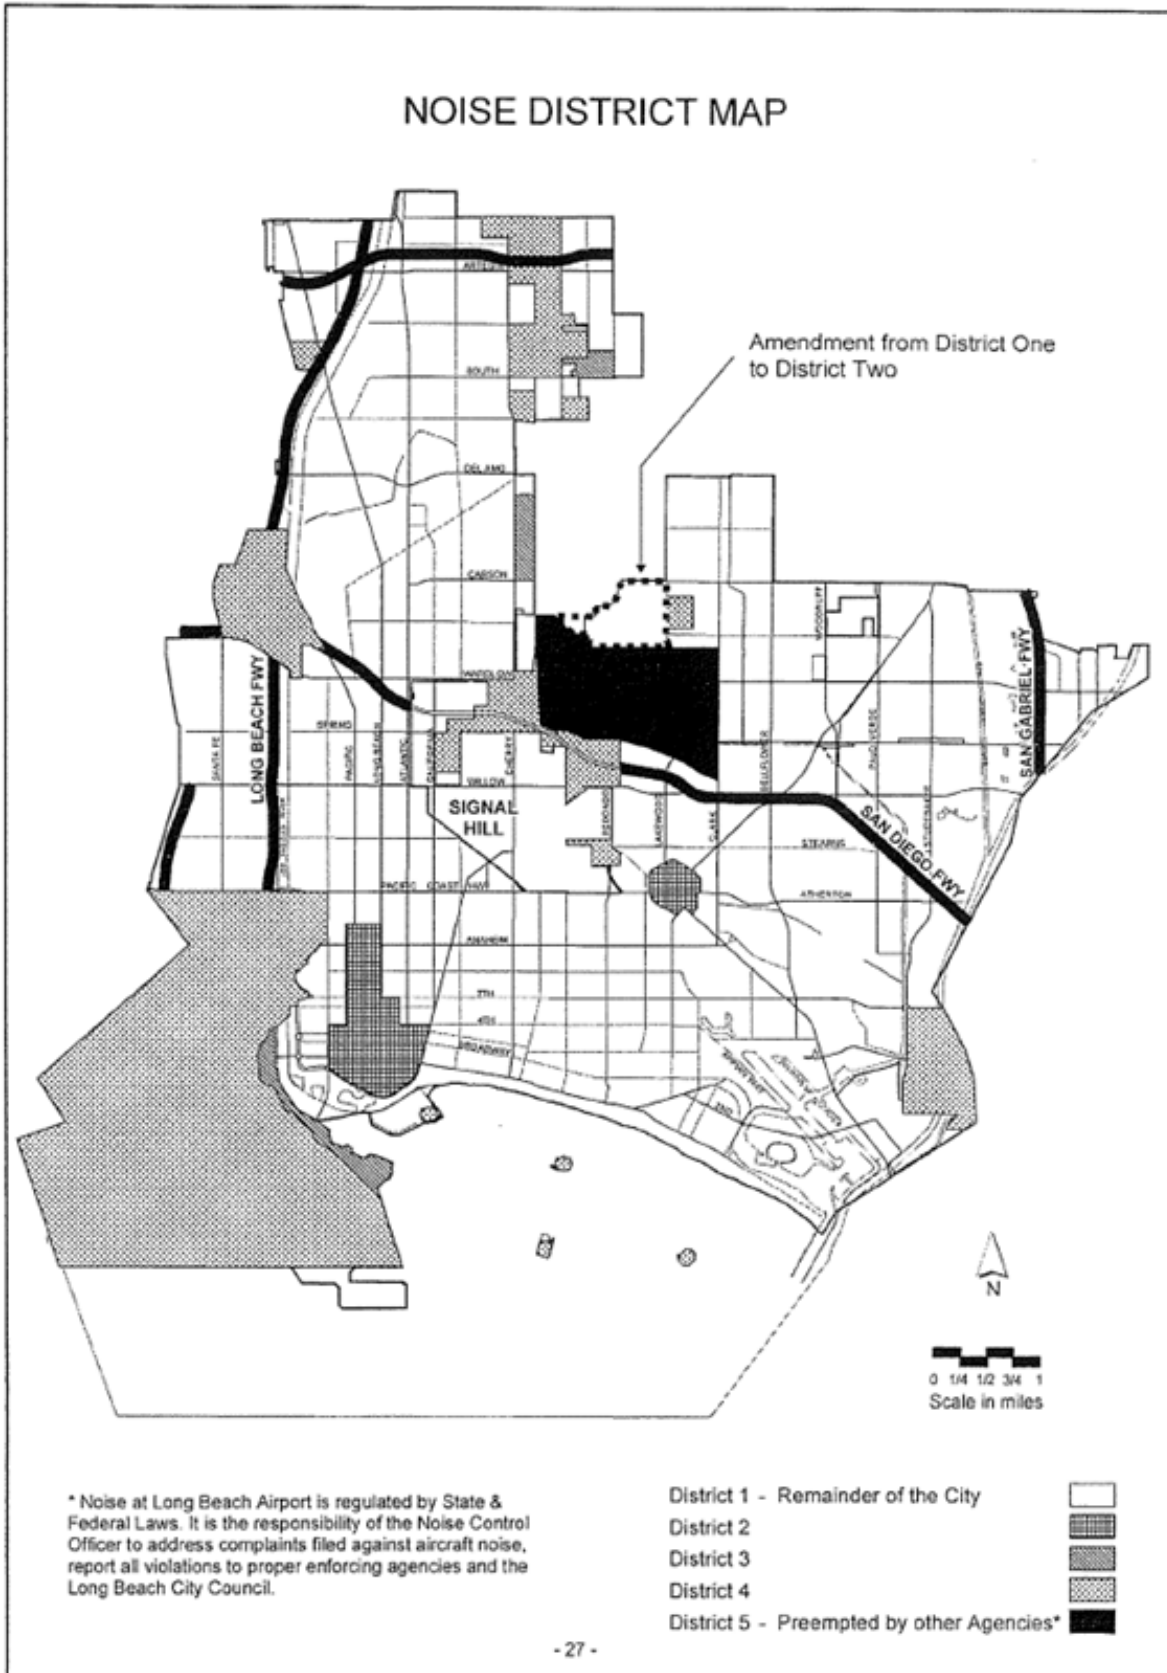 NOISE DISTRICT MAP
Amendment from District One
to District Two
SOUTH
DEL AMO
CARSON
WOODRUFF
LONG BEACH FWY
SAN GABRIEL FWY
WARDLOW
SPRING
SANTA FE
PACIFIC
LONG BEACH
ATLANTIC
CHERRY
BELLFLOWER
PALO VERDE
WILLOW
SIGNAL
HILL
REDONDO
LAKEWOOD
CLARK
STUDEBAKER
STEARNS
SAN DIEGO FWY
PACIFIC COAST HWY
ATHERTON
ANAHEIM
7TH
4TH
BROADWAY
2ND
N
0 1/4 1/2 3/4 1
Scale in miles
* Noise at Long Beach Airport is regulated by State &
Federal Laws. It is the responsibility of the Noise Control
Officer to address complaints filed against aircraft noise,
report all violations to proper enforcing agencies and the
Long Beach City Council.
District 1 - Remainder of the City
District 2
District 3
District 4
District 5 - Preempted by other Agencies*
- 27 -